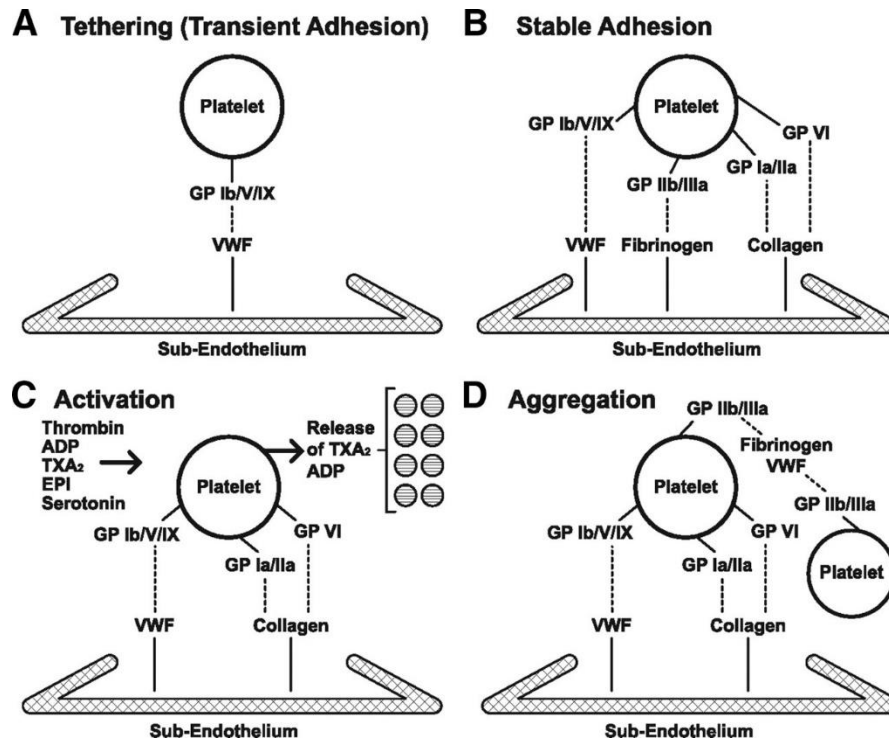 A Tethering (Transient Adhesion)
Platelet
GP Ib/V/IX
VWF
Sub-Endothelium
B Stable Adhesion
Platelet
GP Ib/V/IX
GP VI
GP Ia/IIa
GP IIb/IIIa
VWF Fibrinogen Collagen
Sub-Endothelium
C Activation
Thrombin
ADP
TXA₂
EPI
Serotonin
Platelet
Release
of TXA₂
ADP
GP Ib/V/IX
GP VI
GP Ia/IIa
VWF Collagen
Sub-Endothelium
D Aggregation
GP IIb/IIIa
Fibrinogen
VWF
GP IIb/IIIa
Platelet
Platelet
GP Ib/V/IX
GP VI
GP Ia/IIa
VWF Collagen
Sub-Endothelium